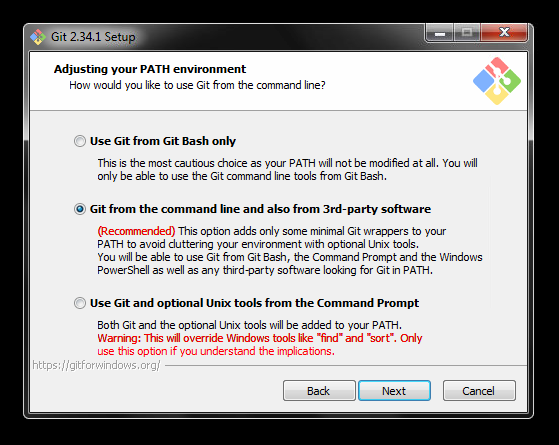 Git 2.34.1 Setup
Adjusting your PATH environment
How would you like to use Git from the command line?
Use Git from Git Bash only
This is the most cautious choice as your PATH will not be modified at all. You will
only be able to use the Git command line tools from Git Bash.
Git from the command line and also from 3rd-party software
(Recommended) This option adds only some minimal Git wrappers to your
PATH to avoid cluttering your environment with optional Unix tools.
You will be able to use Git from Git Bash, the Command Prompt and the Windows
PowerShell as well as any third-party software looking for Git in PATH.
Use Git and optional Unix tools from the Command Prompt
Both Git and the optional Unix tools will be added to your PATH.
Warning: This will override Windows tools like "find" and "sort". Only
use this option if you understand the implications.
https://gitforwindows.org/
Back Next Cancel